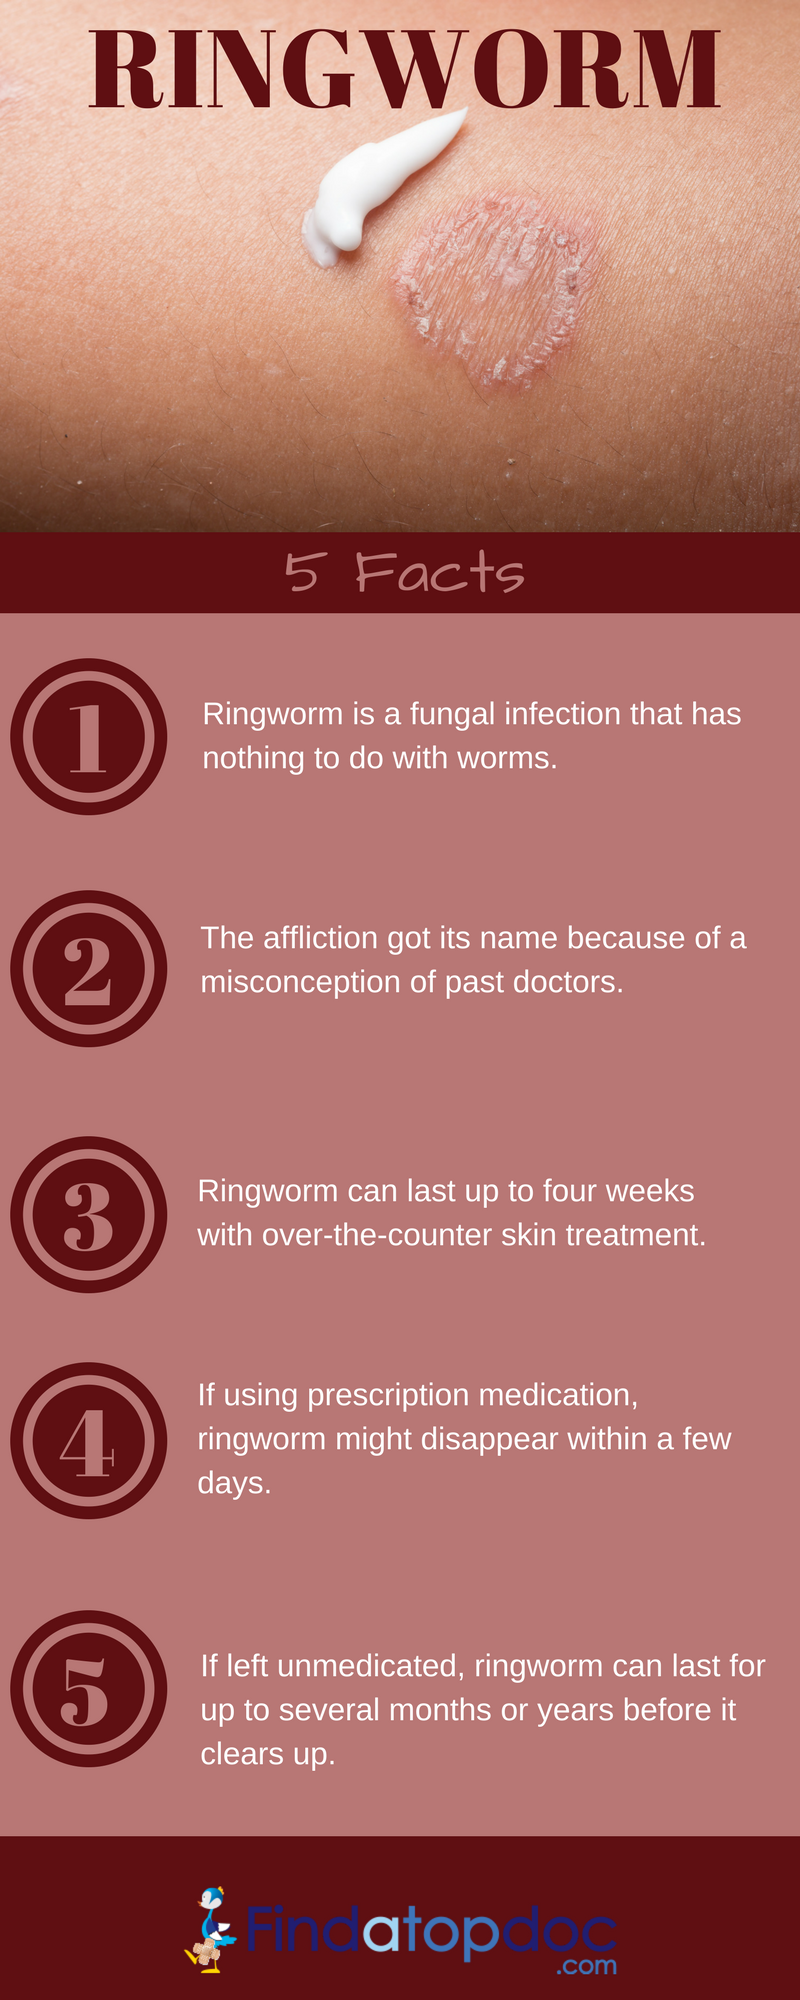 RINGWORM
5 Facts
1
Ringworm is a fungal infection that has
nothing to do with worms.
2
The affliction got its name because of a
misconception of past doctors.
3
Ringworm can last up to four weeks
with over-the-counter skin treatment.
4
If using prescription medication,
ringworm might disappear within a few
days.
5
If left unmedicated, ringworm can last for
up to several months or years before it
clears up.
Findatopdoc
.com